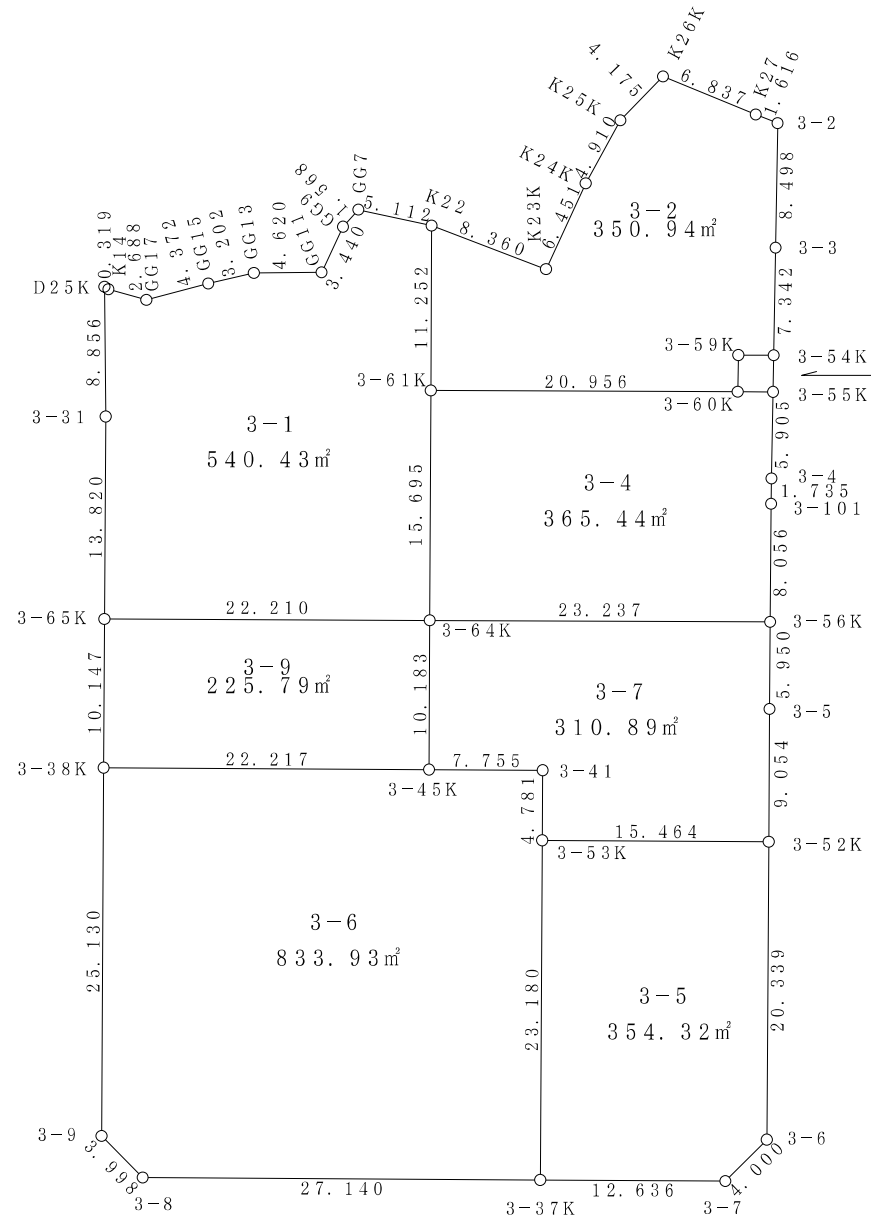 K26K
4.175
6.837
K27
1.616
K25K
3-2
4.910
K24K
8.498
3-2
350.94㎡
6.451
K23K
8.360
K22
5.112
GG7
1.568
GG9
3.440
GG11
4.620
GG13
3.202
GG15
4.372
GG17
2.688
K14
0.319
D25K
3-3
7.342
11.252
8.856
3-59K
3-54K
3-61K
20.956
3-60K
3-55K
3-31
3-1
540.43㎡
5.905
3-4
365.44㎡
3-4
1.735
3-101
13.820
15.695
8.056
3-65K
22.210
3-64K
23.237
3-56K
3-9
225.79㎡
10.147
10.183
5.950
3-7
310.89㎡
3-5
9.054
3-38K
22.217
3-45K
7.755
3-41
4.781
3-53K
15.464
3-52K
3-6
833.93㎡
25.130
23.180
20.339
3-5
354.32㎡
3-9
3.998
3-8
27.140
3-37K
12.636
3-7
4.000
3-6